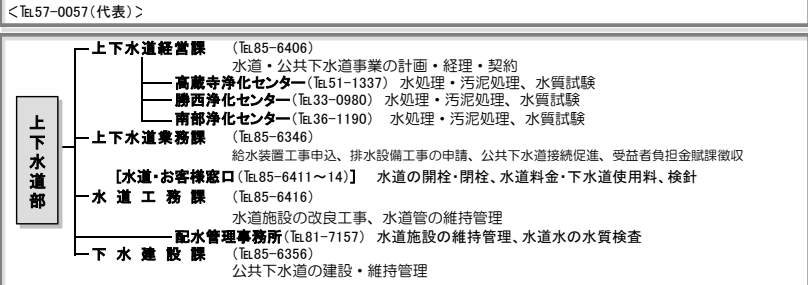 <℡57-0057(代表)>
上下水道経営課 (℡85-6406)
水道・公共下水道事業の計画・経理・契約
高蔵寺浄化センター(℡51-1337) 水処理・汚泥処理、水質試験
勝西浄化センター(℡33-0980) 水処理・汚泥処理、水質試験
南部浄化センター(℡36-1190) 水処理・汚泥処理、水質試験
上下水道部
上下水道業務課 (℡85-6346)
給水装置工事申込、排水設備工事の申請、公共下水道接続促進、受益者負担金賦課徴収
[水道・お客様窓口(℡85-6411~14)] 水道の開栓・閉栓、水道料金・下水道使用料、検針
水道工務課 (℡85-6416)
水道施設の改良工事、水道管の維持管理
配水管理事務所(℡81-7157) 水道施設の維持管理、水道水の水質検査
下水建設課 (℡85-6356)
公共下水道の建設・維持管理